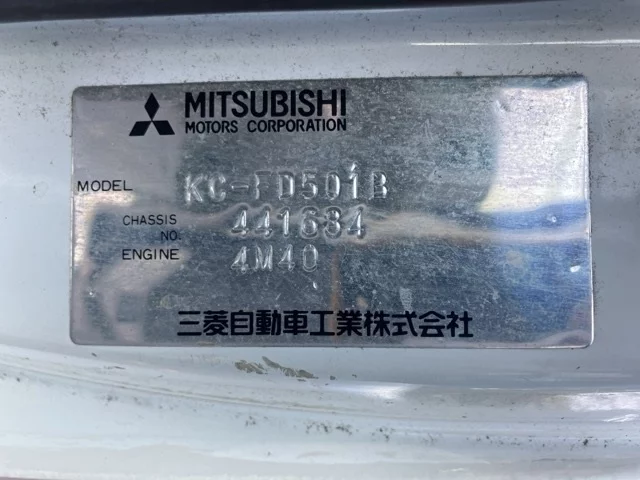 MITSUBISHI
MOTORS CORPORATION
MODEL KC-FD501B
CHASSIS NO. 441634
ENGINE 4M40
三菱自動車工業株式会社